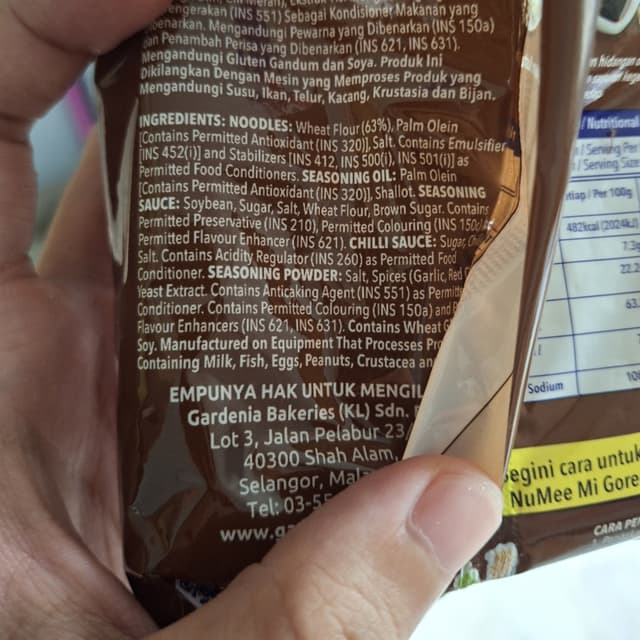 engerakan (INS 551) Sebagai Kondisioner Makanan yang
Dibenarkan. Mengandungi Pewarna yang Dibenarkan (INS 150a)
dan Penambah Perisa yang Dibenarkan (INS 621, INS 631).
Mengandungi Gluten Gandum dan Soya. Produk Ini
Dikilangkan Dengan Mesin yang Memproses Produk yang
Mengandungi Susu, Ikan, Telur, Kacang, Krustasia dan Bijan.
INGREDIENTS: NOODLES: Wheat Flour (63%), Palm Olein
[Contains Permitted Antioxidant (INS 320)], Salt. Contains Emulsifier
[INS 452(i)] and Stabilizers [INS 412, INS 500(i), INS 501(i)] as
Permitted Food Conditioners. SEASONING OIL: Palm Olein
[Contains Permitted Antioxidant (INS 320)], Shallot. SEASONING
SAUCE: Soybean, Sugar, Salt, Wheat Flour, Brown Sugar. Contains
Permitted Preservative (INS 210), Permitted Colouring (INS 150c)
Permitted Flavour Enhancer (INS 621). CHILLI SAUCE: Sugar,
Salt. Contains Acidity Regulator (INS 260) as Permitted Food
Conditioner. SEASONING POWDER: Salt, Spices (Garlic, Red
Yeast Extract. Contains Anticaking Agent (INS 551) as
Conditioner. Contains Permitted Colouring (INS 150a) and
Flavour Enhancers (INS 621, INS 631). Contains Wheat
Soy. Manufactured on Equipment That Processes
Containing Milk, Fish, Eggs, Peanuts, Crustacea an
EMPUNYA HAK UNTUK MENGIL
Gardenia Bakeries (KL) Sdn.
Lot 3, Jalan Pelabur 23
40300 Shah Alam,
Selangor, Mala
Tel: 03-55
www.ga
/ Nutritional
/ Serving Per
/ Serving Size
tiap / Per 100g
482kcal (2024kJ)
22.2
63.
Sodium
Begini cara untuk
NuMee Mi Gore
CARA PE